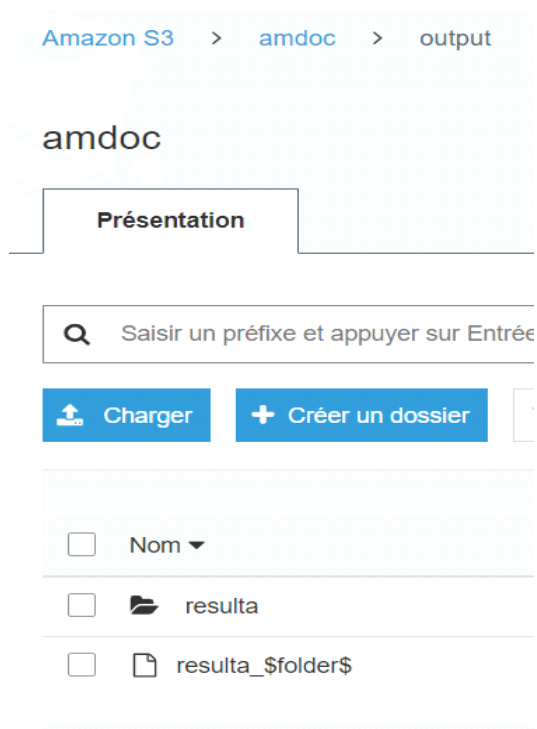 Amazon S3 > amdoc > output
amdoc
Présentation
Saisir un préfixe et appuyer sur Entrée
Charger
Créer un dossier
Nom
resulta
resulta_$folder$